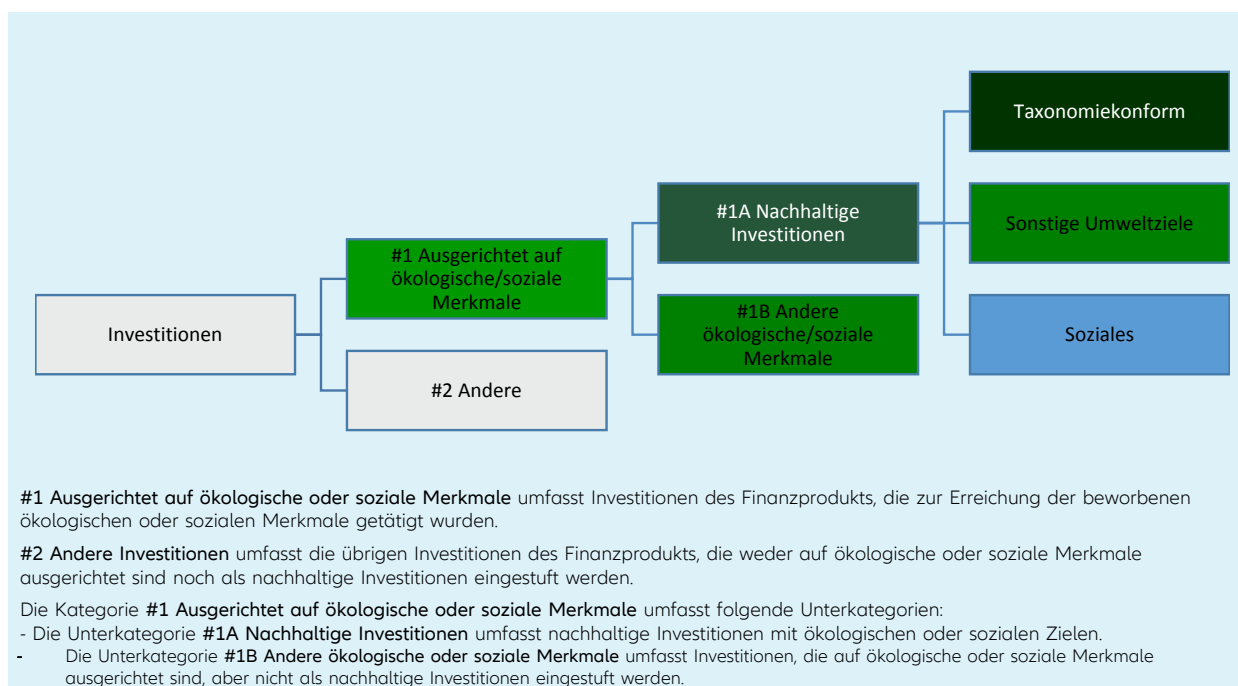 Taxonomiekonform
#1A Nachhaltige
Investitionen
Sonstige Umweltziele
#1 Ausgerichtet auf
ökologische/soziale
Merkmale
#1B Andere
ökologische/soziale
Merkmale
Investitionen
Soziales
#2 Andere
#1 Ausgerichtet auf ökologische oder soziale Merkmale umfasst Investitionen des Finanzprodukts, die zur Erreichung der beworbenen
ökologischen oder sozialen Merkmale getätigt wurden.
#2 Andere Investitionen umfasst die übrigen Investitionen des Finanzprodukts, die weder auf ökologische oder soziale Merkmale
ausgerichtet sind noch als nachhaltige Investitionen eingestuft werden.
Die Kategorie #1 Ausgerichtet auf ökologische oder soziale Merkmale umfasst folgende Unterkategorien:
- Die Unterkategorie #1A Nachhaltige Investitionen umfasst nachhaltige Investitionen mit ökologischen oder sozialen Zielen.
- Die Unterkategorie #1B Andere ökologische oder soziale Merkmale umfasst Investitionen, die auf ökologische oder soziale Merkmale
ausgerichtet sind, aber nicht als nachhaltige Investitionen eingestuft werden.